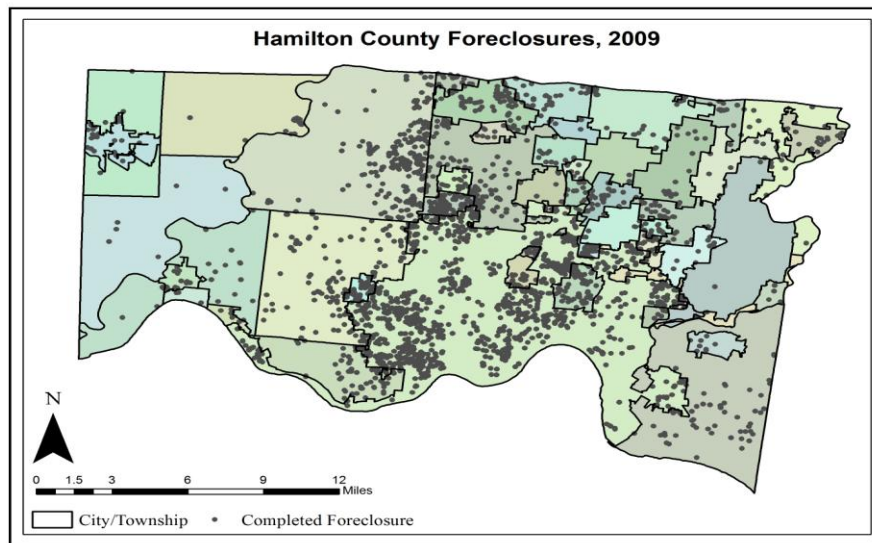 Hamilton County Foreclosures, 2009
N
0 1.5 3 6 9 12
Miles
City/Township Completed Foreclosure